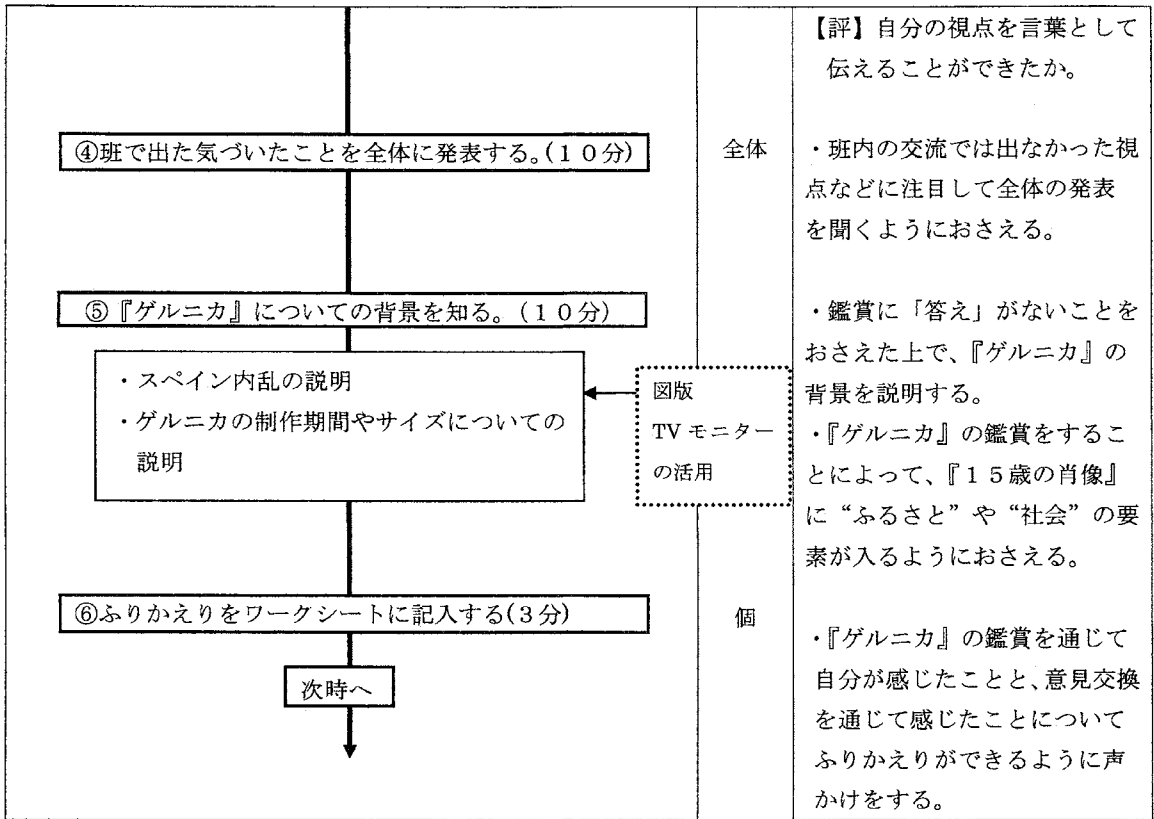 【評】自分の視点を言葉として
伝えることができたか。
④班で出た気づいたことを全体に発表する。(１０分)
全体
・班内の交流では出なかった視
点などに注目して全体の発表
を聞くようにおさえる。
⑤『ゲルニカ』についての背景を知る。(１０分)
・スペイン内乱の説明
・ゲルニカの制作期間やサイズについての
説明
図版
TV モニター
の活用
・鑑賞に「答え」がないことを
おさえた上で、『ゲルニカ』の
背景を説明する。
・『ゲルニカ』の鑑賞をするこ
とによって、『１５歳の肖像』
に“ふるさと”や“社会”の要
素が入るようにおさえる。
⑥ふりかえりをワークシートに記入する(３分)
個
・『ゲルニカ』の鑑賞を通じて
自分が感じたことと、意見交換
を通じて感じたことについて
ふりかえりができるように声
かけをする。
次時へ